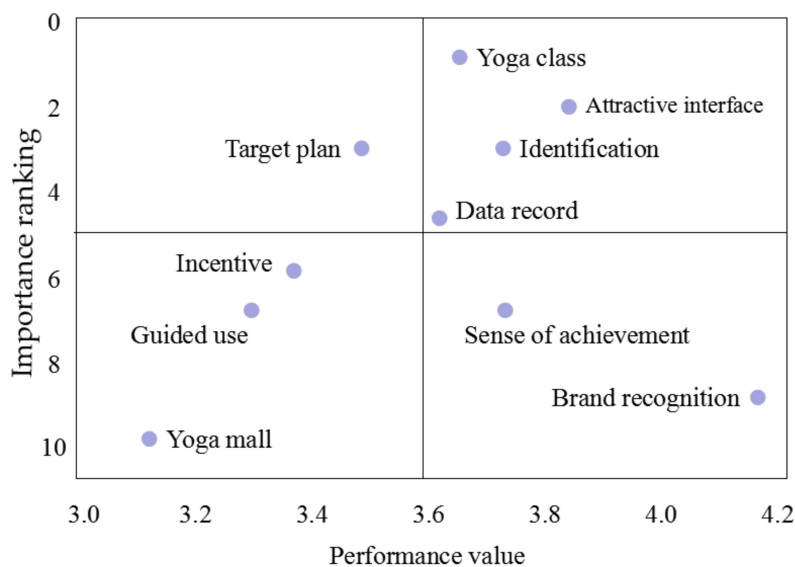 0
Yoga class
2
Attractive interface
Target plan
Identification
4
Data record
Importance ranking
Incentive
6
Guided use
Sense of achievement
8
Brand recognition
Yoga mall
10
3.0 3.2 3.4 3.6 3.8 4.0 4.2
Performance value